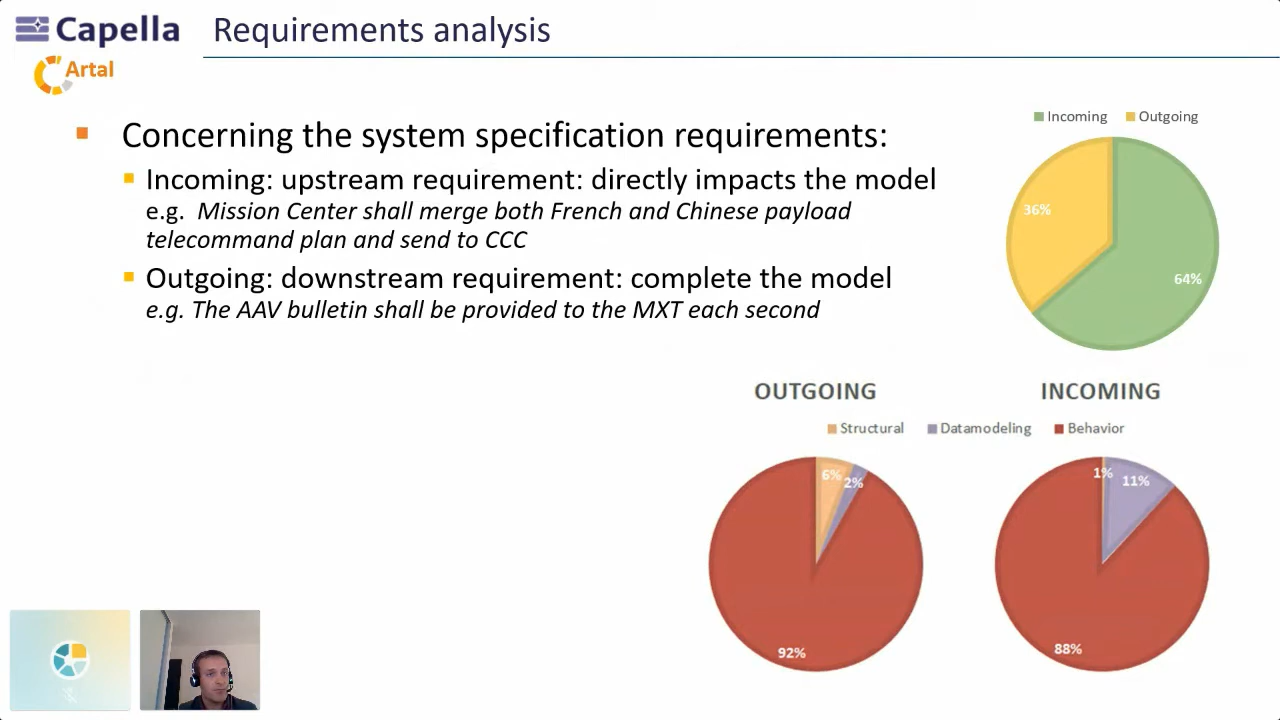 Capella
Requirements analysis
Artal
Concerning the system specification requirements:
Incoming: upstream requirement: directly impacts the model
e.g. Mission Center shall merge both French and Chinese payload
telecommand plan and send to CCC
Outgoing: downstream requirement: complete the model
e.g. The AAV bulletin shall be provided to the MXT each second
Incoming Outgoing
36%
64%
OUTGOING INCOMING
Structural Datamodeling Behavior
6% 2%
92%
1% 11%
88%